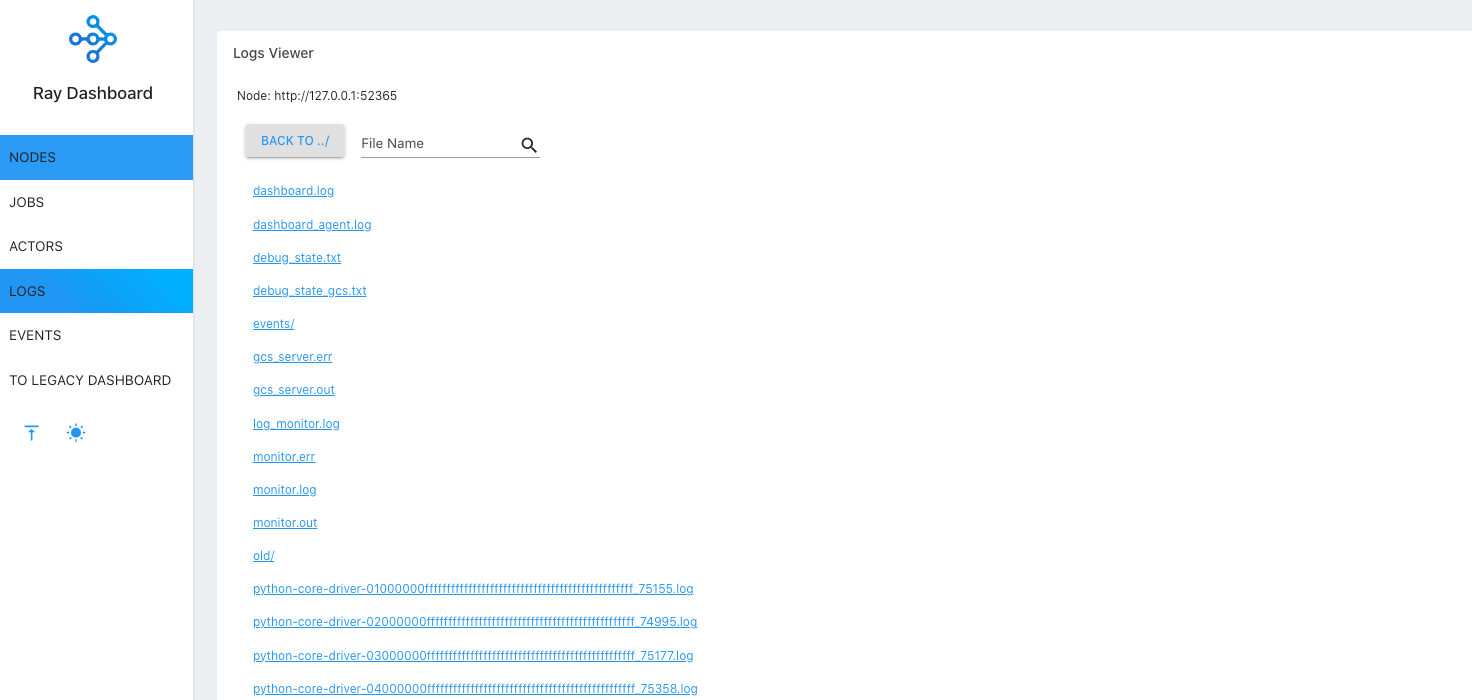 Ray Dashboard
NODES
JOBS
ACTORS
LOGS
EVENTS
TO LEGACY DASHBOARD
Logs Viewer
Node: http://127.0.0.1:52365
BACK TO ../
File Name
dashboard.log
dashboard_agent.log
debug_state.txt
debug_state_gcs.txt
events/
gcs_server.err
gcs_server.out
log_monitor.log
monitor.err
monitor.log
monitor.out
old/
python-core-driver-01000000ffffffffffffffffffffffffffffffffffffffffffffffff_75155.log
python-core-driver-02000000ffffffffffffffffffffffffffffffffffffffffffffffff_74995.log
python-core-driver-03000000ffffffffffffffffffffffffffffffffffffffffffffffff_75177.log
python-core-driver-04000000ffffffffffffffffffffffffffffffffffffffffffffffff_75358.log